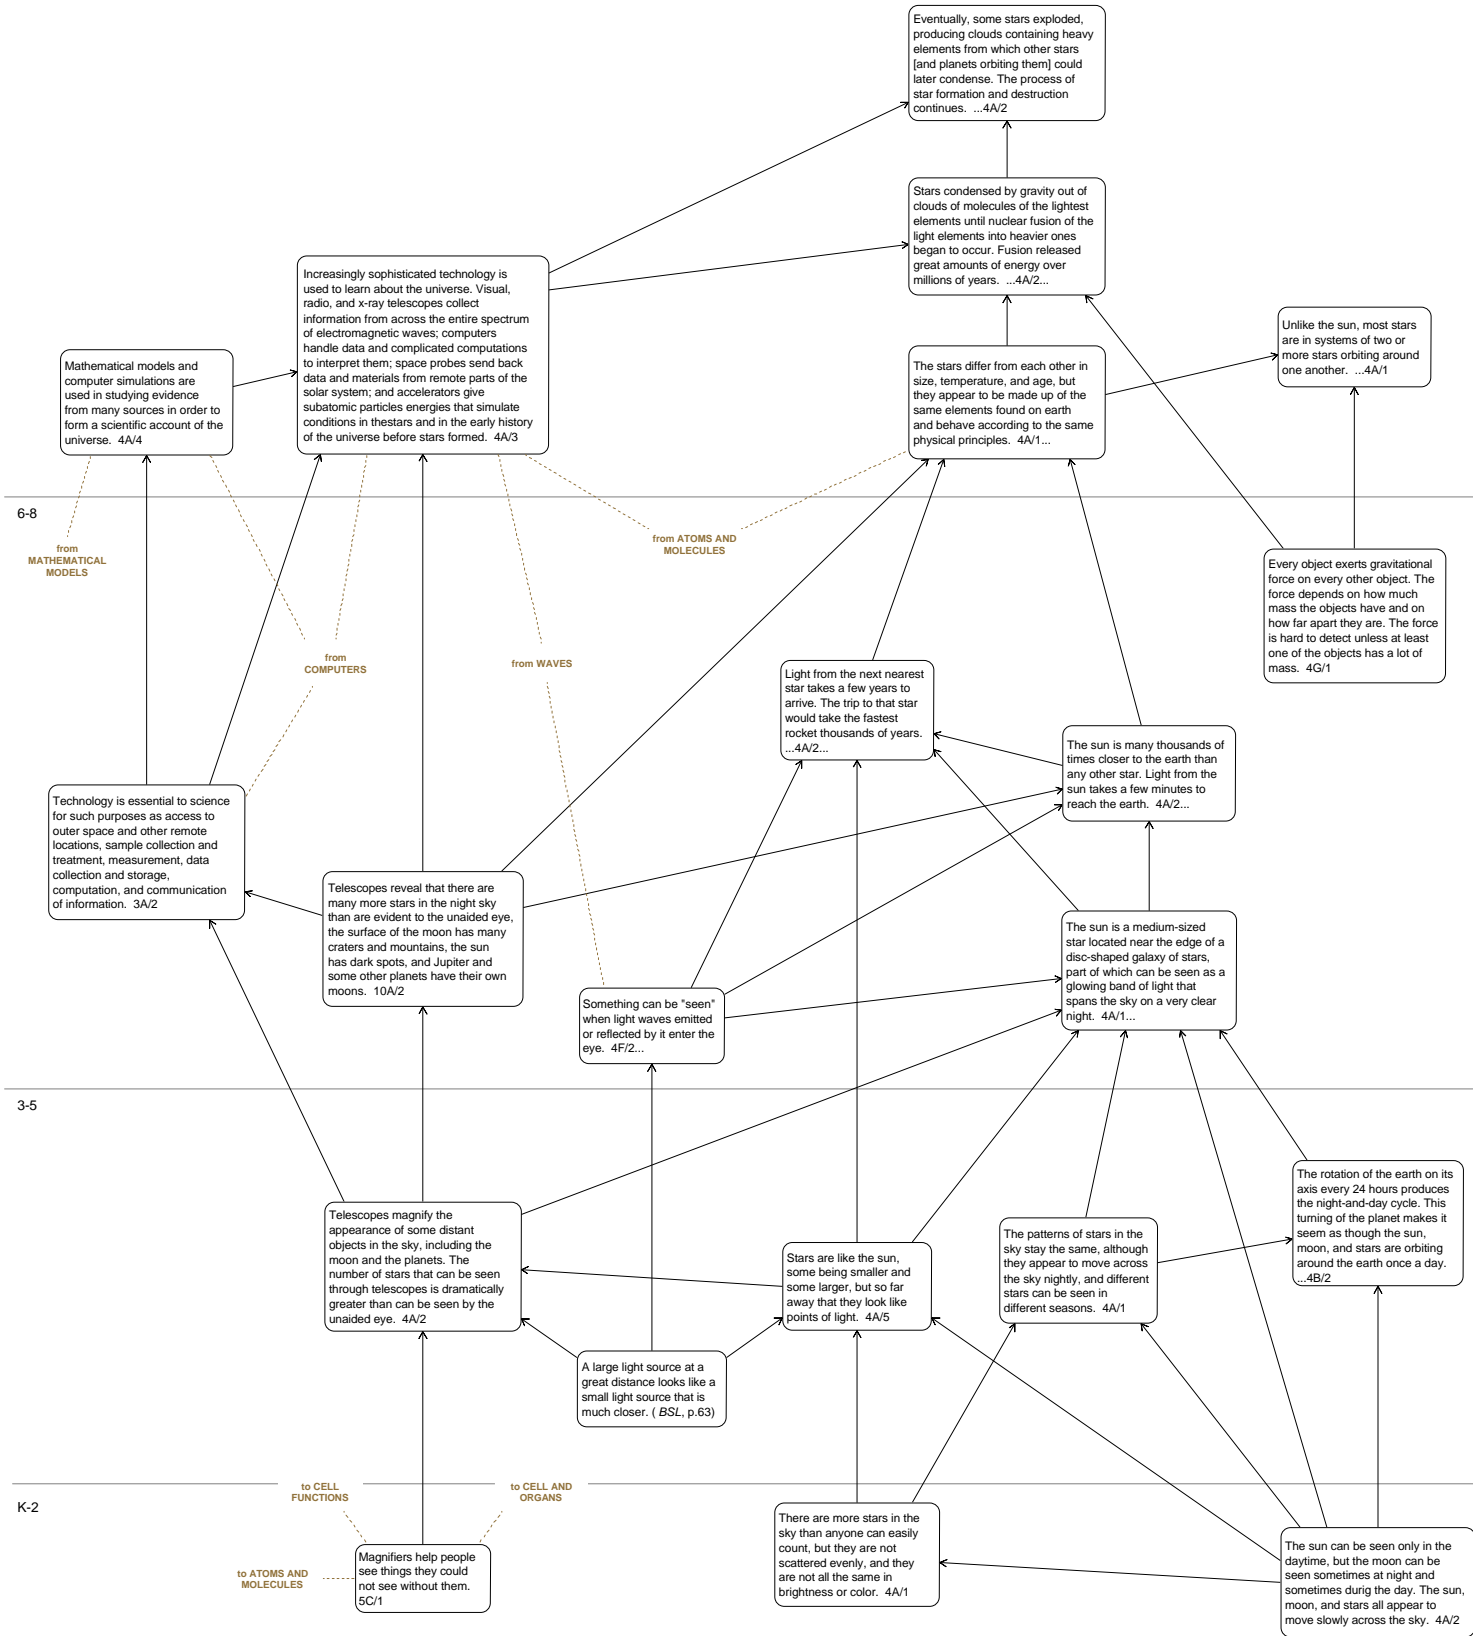 Eventually, some stars exploded,
producing clouds containing heavy
elements from which other stars
[and planets orbiting them] could
later condense. The process of
star formation and destruction
continues. ...4A/2
Stars condensed by gravity out of
clouds of molecules of the lightest
elements until nuclear fusion of the
light elements into heavier ones
began to occur. Fusion released
great amounts of energy over
millions of years. ...4A/2...
Increasingly sophisticated technology is
used to learn about the universe. Visual,
radio, and x-ray telescopes collect
information from across the entire spectrum
of electromagnetic waves; computers
handle data and complicated computations
to interpret them; space probes send back
data and materials from remote parts of the
solar system; and accelerators give
subatomic particles energies that simulate
conditions in thestars and in the early history
of the universe before stars formed. 4A/3
Unlike the sun, most stars
are in systems of two or
more stars orbiting around
one another. ...4A/1
Mathematical models and
computer simulations are
used in studying evidence
from many sources in order to
form a scientific account of the
universe. 4A/4
The stars differ from each other in
size, temperature, and age, but
they appear to be made up of the
same elements found on earth
and behave according to the same
physical principles. 4A/1...
6-8
from
MATHEMATICAL
MODELS
from ATOMS AND
MOLECULES
Every object exerts gravitational
force on every other object. The
force depends on how much
mass the objects have and on
how far apart they are. The force
is hard to detect unless at least
one of the objects has a lot of
mass. 4G/1
from
COMPUTERS
from WAVES
Light from the next nearest
star takes a few years to
arrive. The trip to that star
would take the fastest
rocket thousands of years.
...4A/2...
The sun is many thousands of
times closer to the earth than
any other star. Light from the
sun takes a few minutes to
reach the earth. 4A/2...
Technology is essential to science
for such purposes as access to
outer space and other remote
locations, sample collection and
treatment, measurement, data
collection and storage,
computation, and communication
of information. 3A/2
Telescopes reveal that there are
many more stars in the night sky
than are evident to the unaided eye,
the surface of the moon has many
craters and mountains, the sun
has dark spots, and Jupiter and
some other planets have their own
moons. 10A/2
The sun is a medium-sized
star located near the edge of a
disc-shaped galaxy of stars,
part of which can be seen as a
glowing band of light that
spans the sky on a very clear
night. 4A/1...
Something can be "seen"
when light waves emitted
or reflected by it enter the
eye. 4F/2...
3-5
The rotation of the earth on its
axis every 24 hours produces
the night-and-day cycle. This
turning of the planet makes it
seem as though the sun,
moon, and stars are orbiting
around the earth once a day.
...4B/2
Telescopes magnify the
appearance of some distant
objects in the sky, including the
moon and the planets. The
number of stars that can be seen
through telescopes is dramatically
greater than can be seen by the
unaided eye. 4A/2
The patterns of stars in the
sky stay the same, although
they appear to move across
the sky nightly, and different
stars can be seen in
different seasons. 4A/1
Stars are like the sun,
some being smaller and
some larger, but so far
away that they look like
points of light. 4A/5
A large light source at a
great distance looks like a
small light source that is
much closer. ( BSL, p.63)
K-2
to CELL
FUNCTIONS
to CELL AND
ORGANS
There are more stars in the
sky than anyone can easily
count, but they are not
scattered evenly, and they
are not all the same in
brightness or color. 4A/1
Magnifiers help people
see things they could
not see without them.
5C/1
to ATOMS AND
MOLECULES
The sun can be seen only in the
daytime, but the moon can be
seen sometimes at night and
sometimes durig the day. The sun,
moon, and stars all appear to
move slowly across the sky. 4A/2